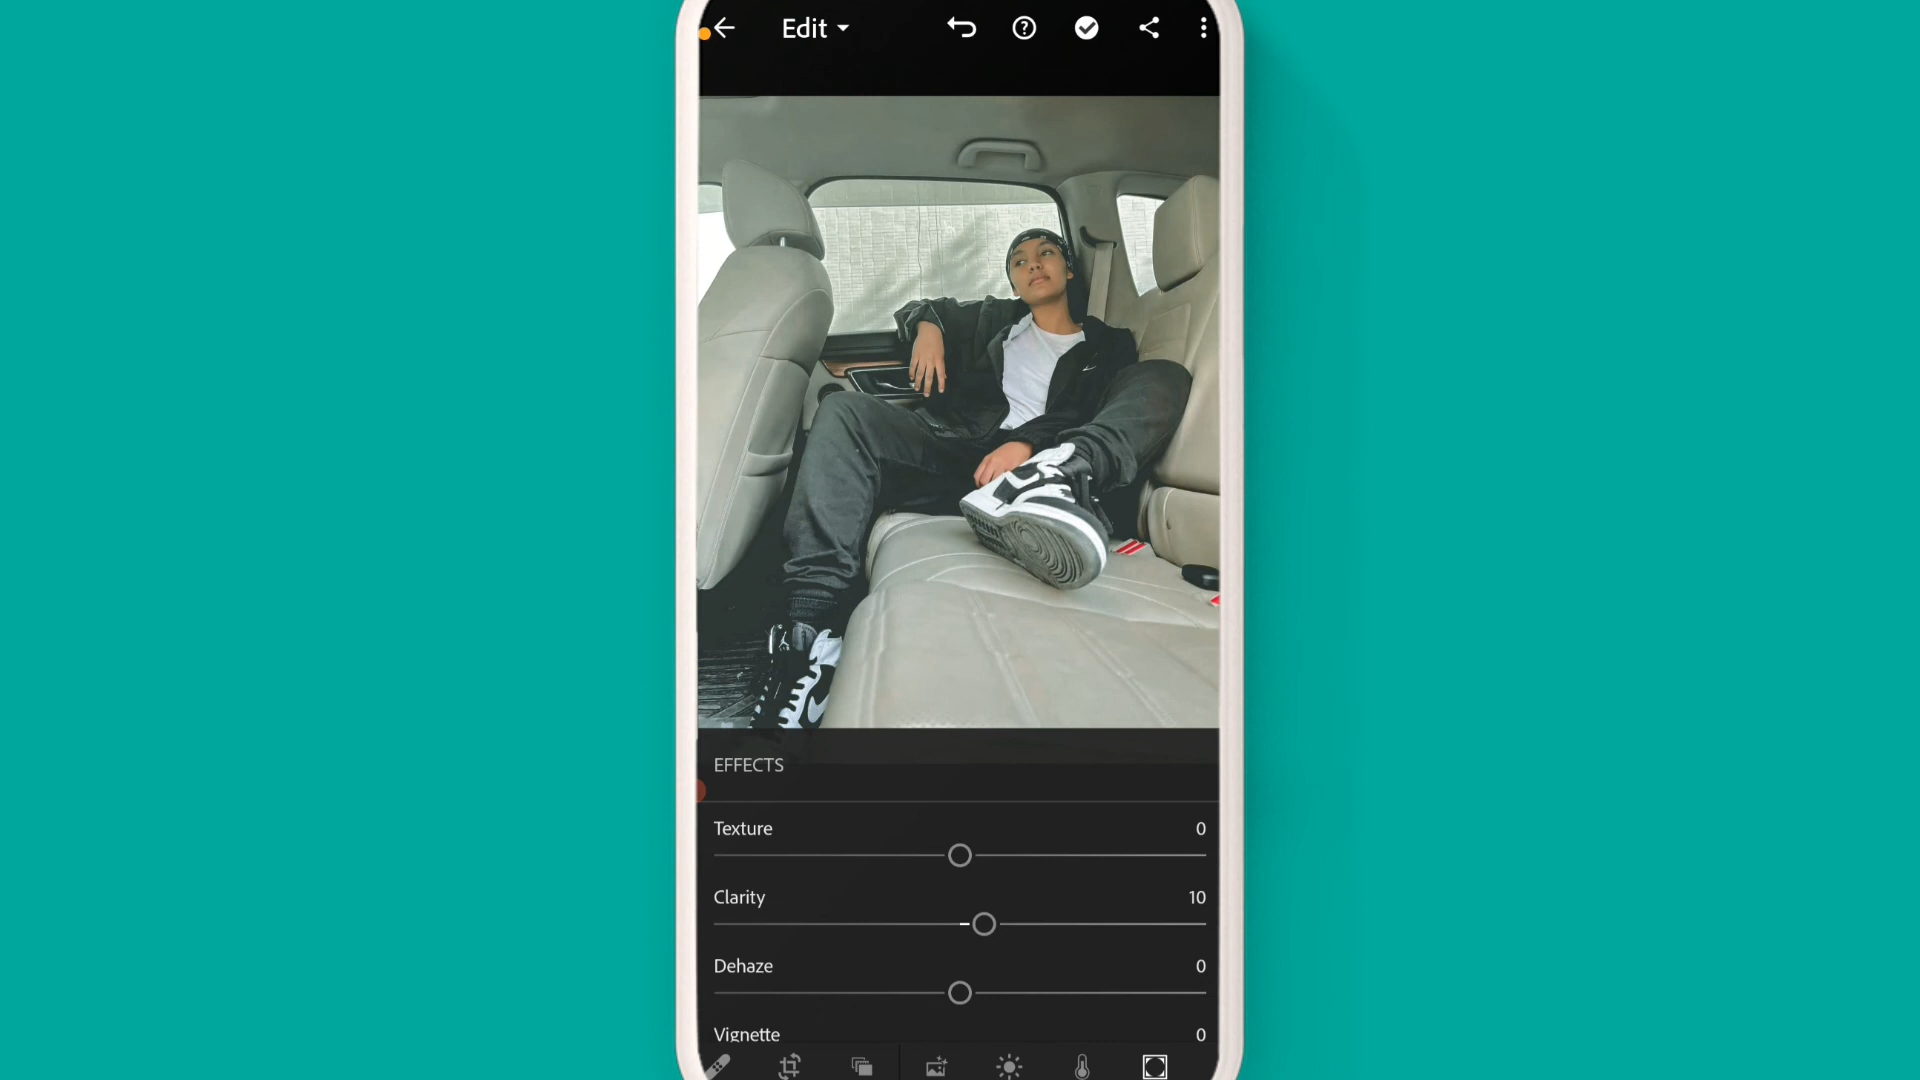 Edit
EFFECTS
Texture 0
Clarity 10
Dehaze 0
Vignette 0